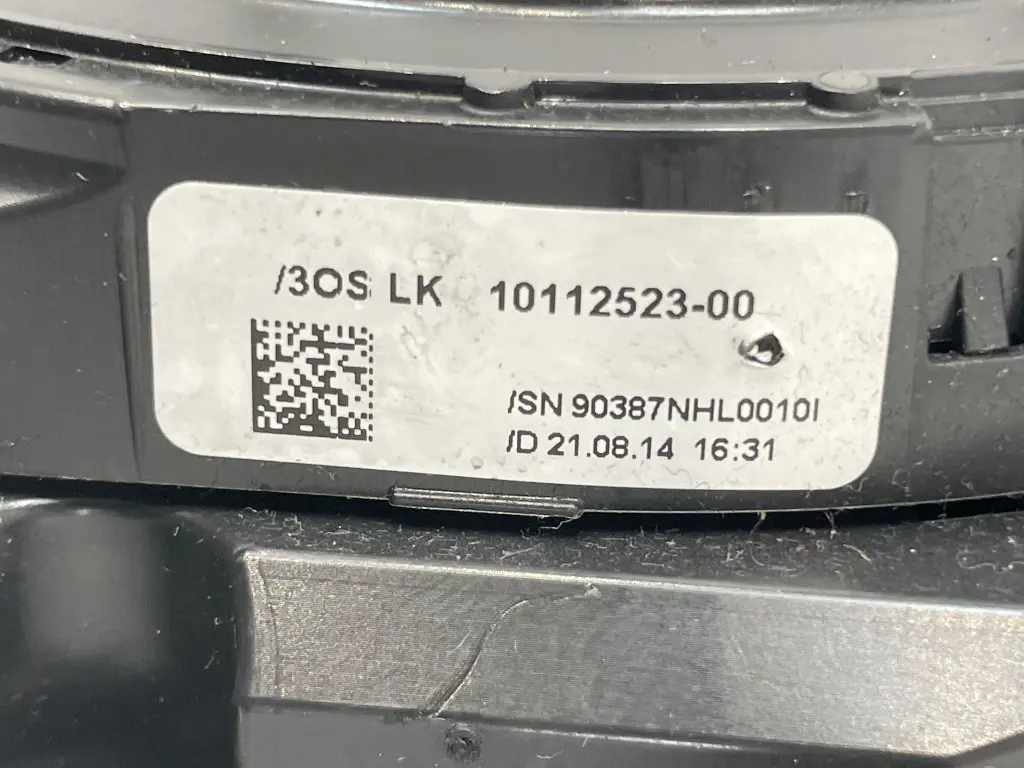 /3OS LK 10112523-00
/SN 90387NHL0010I
/D 21.08.14 16:31